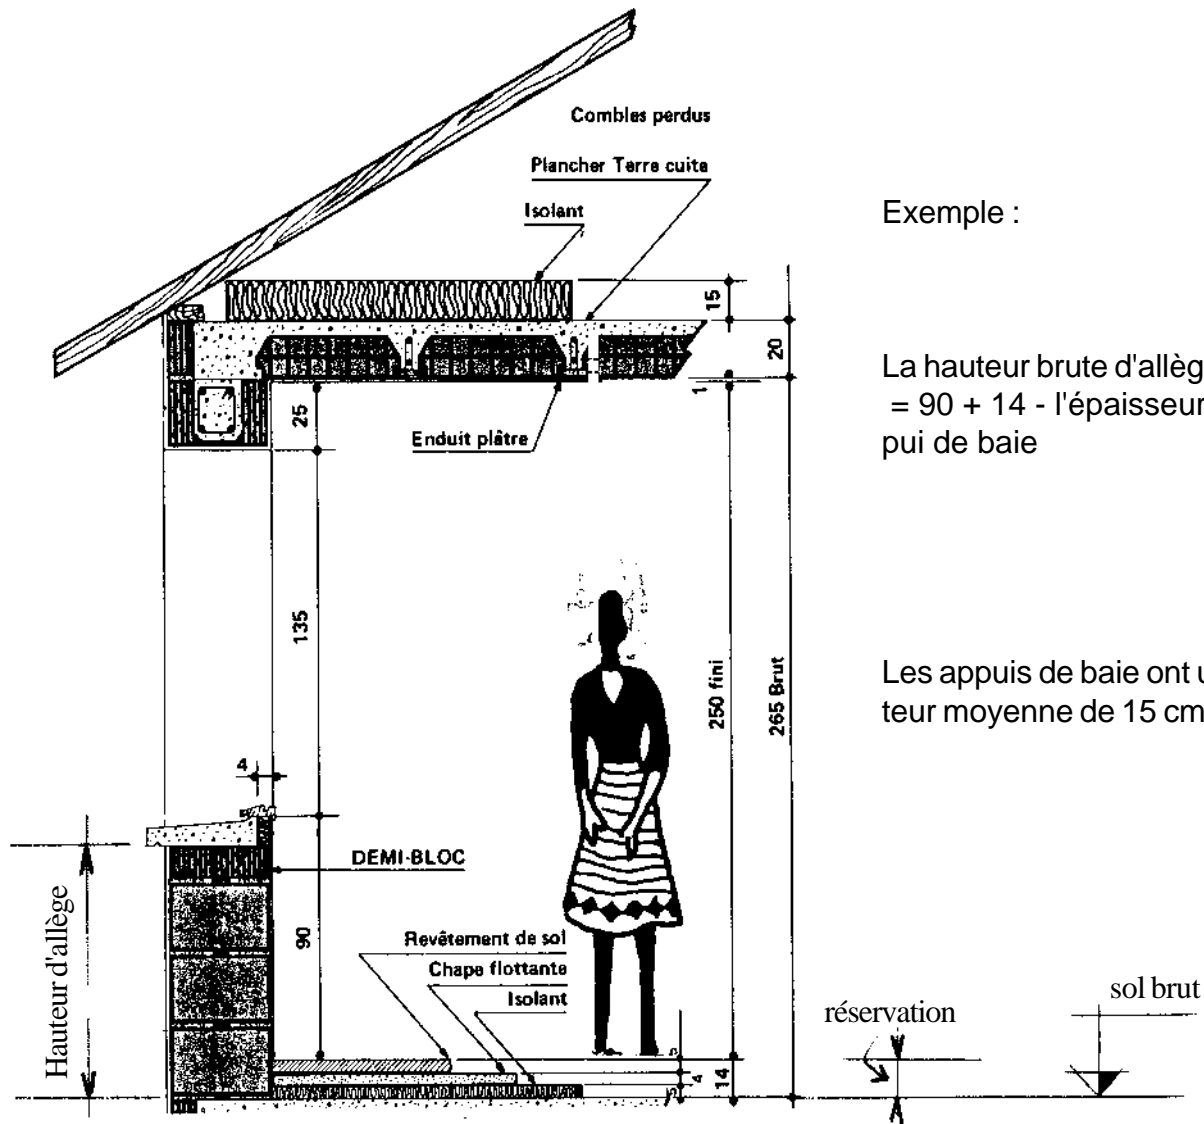 Combles perdus
Plancher Terre cuite
Isolant
Exemple :
15
20
La hauteur brute d'allèg
= 90 + 14 - l'épaisseur
pui de baie
1
25
Enduit plâtre
135
250 fini
265 Brut
Les appuis de baie ont u
teur moyenne de 15 cm
4
DEMI-BLOC
Hauteur d'allège
90
Revêtement de sol
Chape flottante
Isolant
sol brut
réservation
5
4
5
14